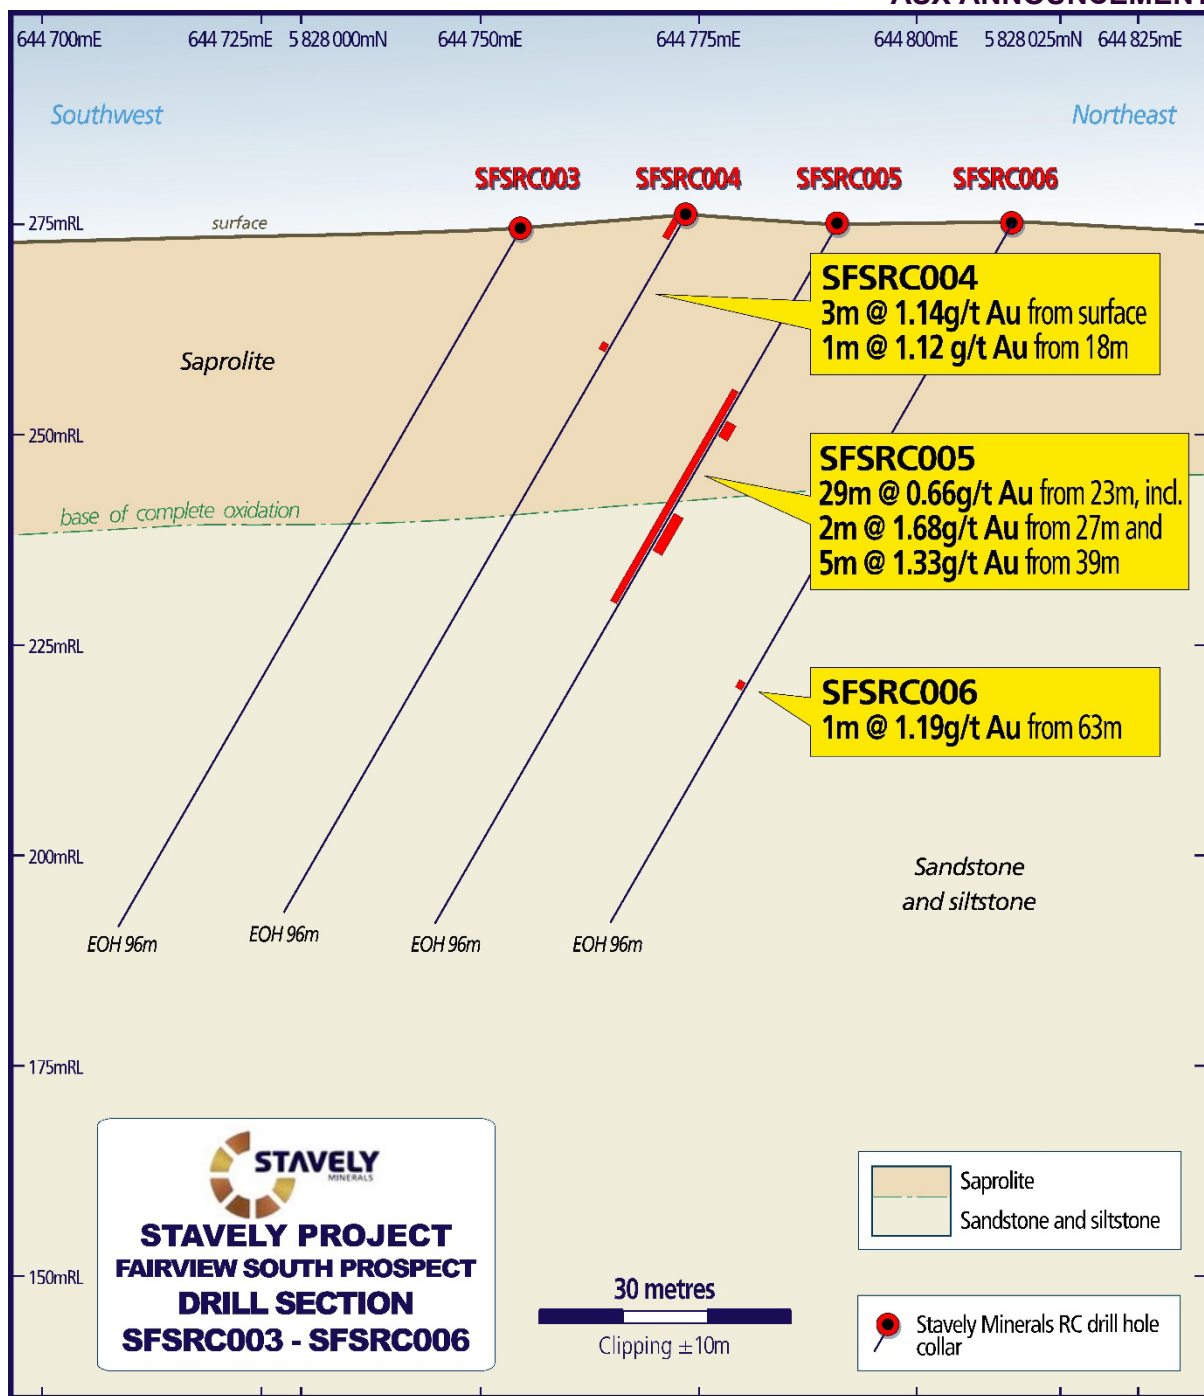 ASX ANNOUNCEMENT
644 700mE 644 725mE 5 828 000mN 644 750mE 644 775mE 644 800mE 5 828 025mN 644 825mE
Southwest Northeast
SFSRC003 SFSRC004 SFSRC005 SFSRC006
275mRL
surface
SFSRC004
3m @ 1.14g/t Au from surface
1m @ 1.12 g/t Au from 18m
Saprolite
250mRL
SFSRC005
29m @ 0.66g/t Au from 23m, incl.
2m @ 1.68g/t Au from 27m and
5m @ 1.33g/t Au from 39m
base of complete oxidation
225mRL
SFSRC006
1m @ 1.19g/t Au from 63m
200mRL
Sandstone
and siltstone
EOH 96m EOH 96m EOH 96m EOH 96m
175mRL
150mRL
STAVELY
MINERALS
STAVELY PROJECT
FAIRVIEW SOUTH PROSPECT
DRILL SECTION
SFSRC003 - SFSRC006
30 metres
Clipping ±10m
Saprolite
Sandstone and siltstone
Stavely Minerals RC drill hole
collar